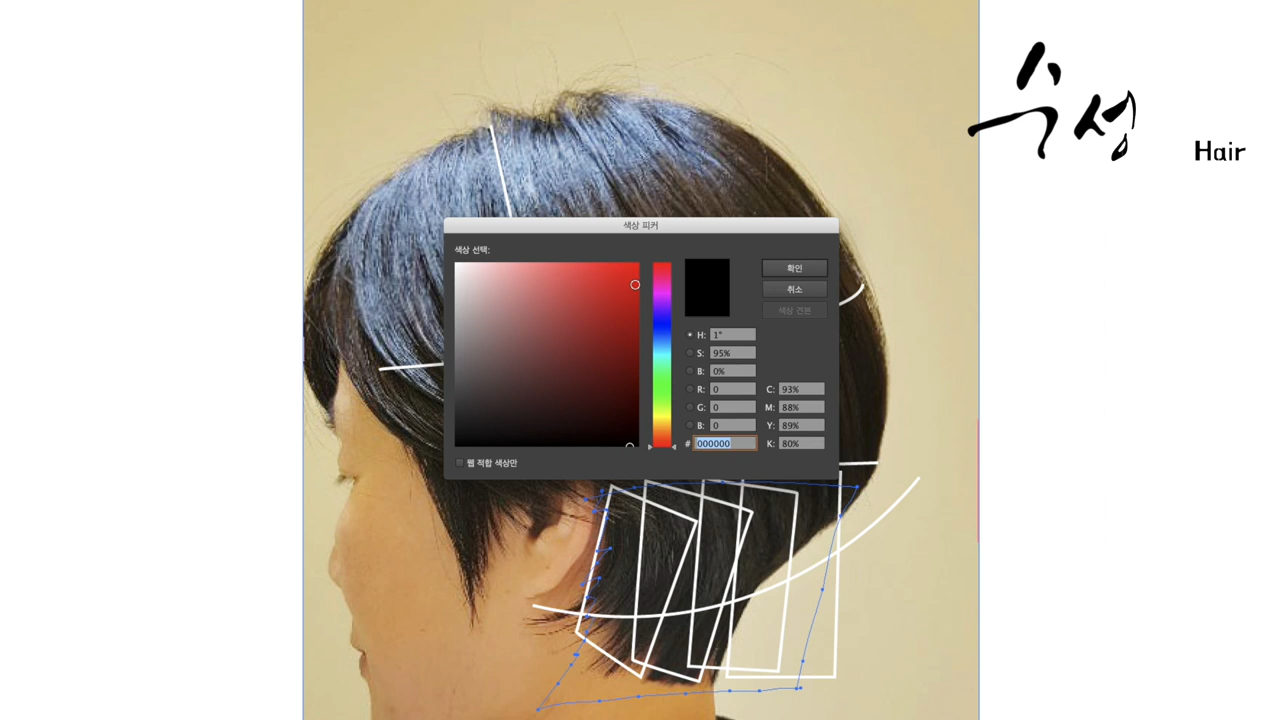 수성
Hair
색상 피커
색상 선택:
확인
취소
색상 견본
H: 1°
S: 95%
B: 0%
R: 0
C: 93%
G: 0
M: 88%
B: 0
Y: 89%
# 000000
K: 80%
웹 적합 색상만